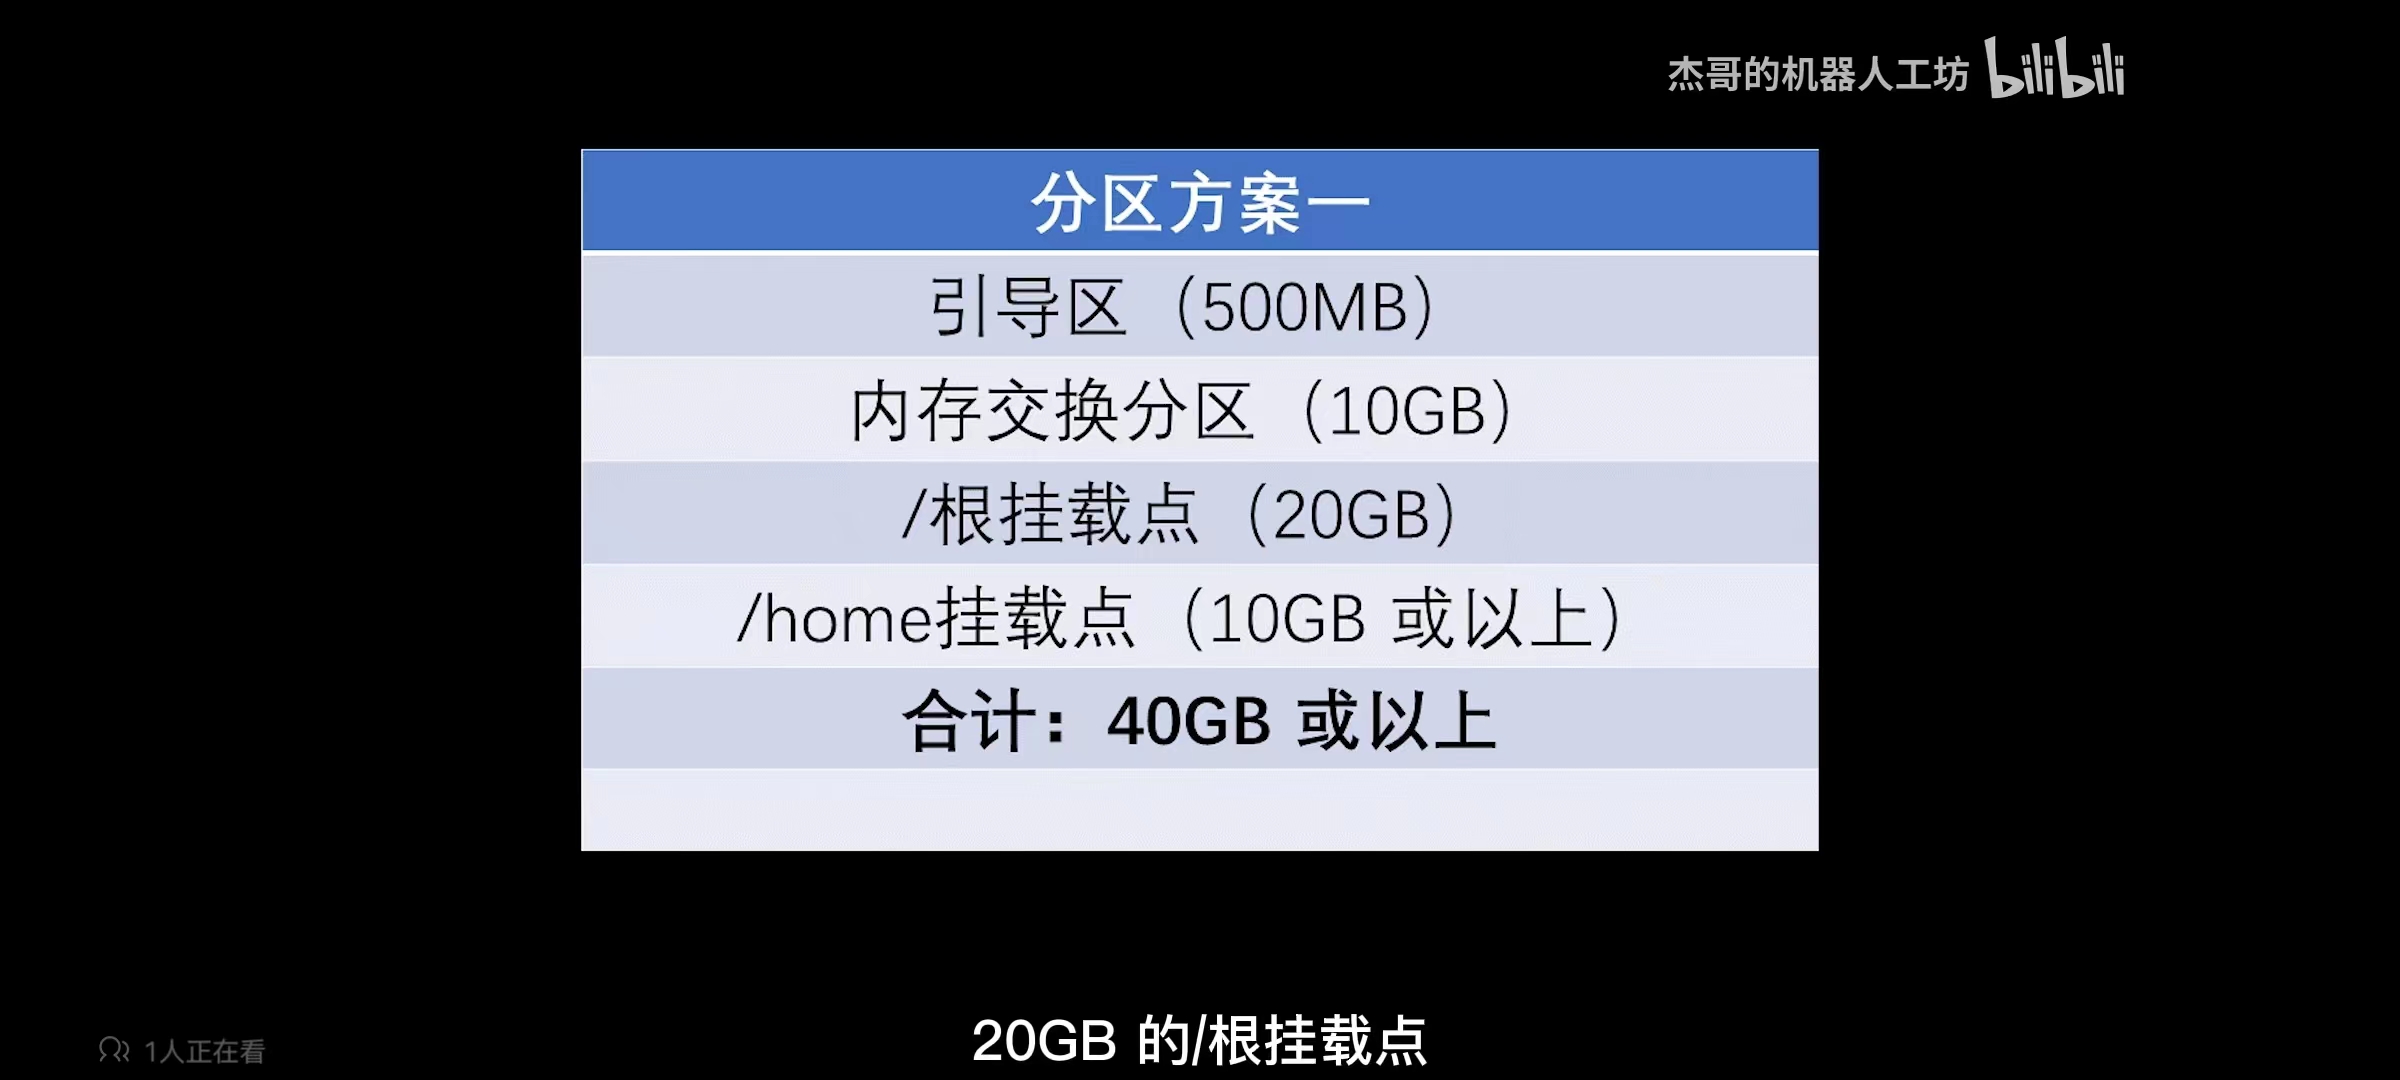 杰哥的机器人工坊 bilibili
分区方案一
引导区（500MB）
内存交换分区（10GB）
/根挂载点（20GB）
/home挂载点（10GB 或以上）
合计：40GB 或以上
1人正在看
20GB 的/根挂载点